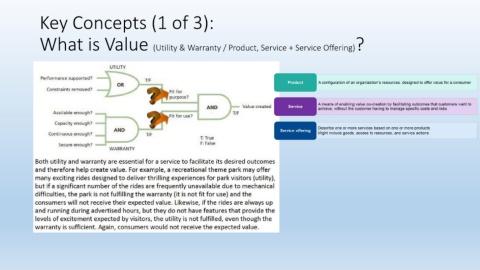 Key Concepts (1 of 3):
What is Value (Utility & Warranty / Product, Service + Service Offering)?
UTILITY
Performance supported?
Constraints removed?
OR
T/F
Fit for
purpose?
AND
Value created
T/F
Available enough?
Capacity enough?
Continuous enough?
Secure enough?
AND
Fit for use?
T/F
WARRANTY
T: True
F: False
Product
A configuration of an organization's resources, designed to offer value for a consumer
Service
A means of enabling value co-creation by facilitating outcomes that customers want to
achieve, without the customer having to manage specific costs and risks
Service offering
Describe one or more services based on one or more products
(might include goods, access to resources, and service actions
Both utility and warranty are essential for a service to facilitate its desired outcomes
and therefore help create value. For example, a recreational theme park may offer
many exciting rides designed to deliver thrilling experiences for park visitors (utility),
but if a significant number of the rides are frequently unavailable due to mechanical
difficulties, the park is not fulfilling the warranty (it is not fit for use) and the
consumers will not receive their expected value. Likewise, if the rides are always up
and running during advertised hours, but they do not have features that provide the
levels of excitement expected by visitors, the utility is not fulfilled, even though the
warranty is sufficient. Again, consumers would not receive the expected value.